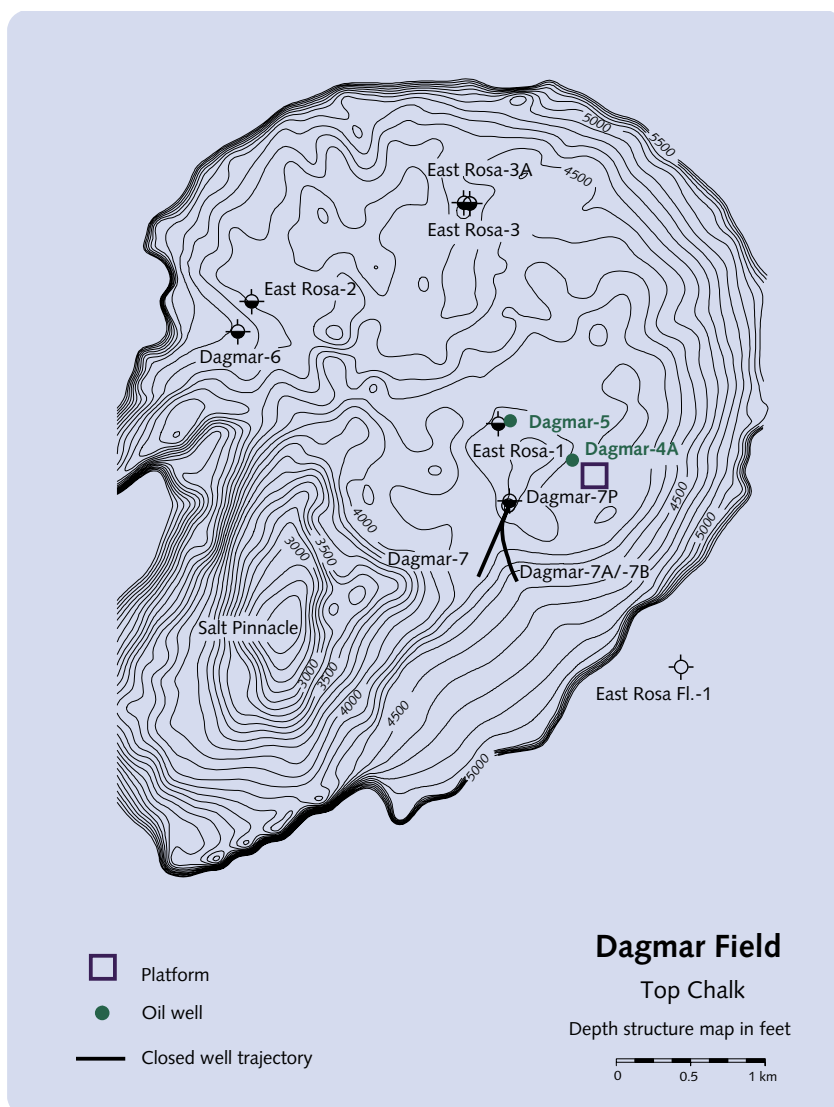 5000
5500
East Rosa-3A
4500
East Rosa-3
East Rosa-2
Dagmar-6
Dagmar-5
East Rosa-1
Dagmar-4A
Dagmar-7P
4500
4000
5000
3500
3000
Dagmar-7
Dagmar-7A/-7B
Salt Pinnacle
3000
3500
East Rosa Fl.-1
4000
4500
5000
Dagmar Field
Top Chalk
Depth structure map in feet
Platform
Oil well
Closed well trajectory
0 0.5 1 km